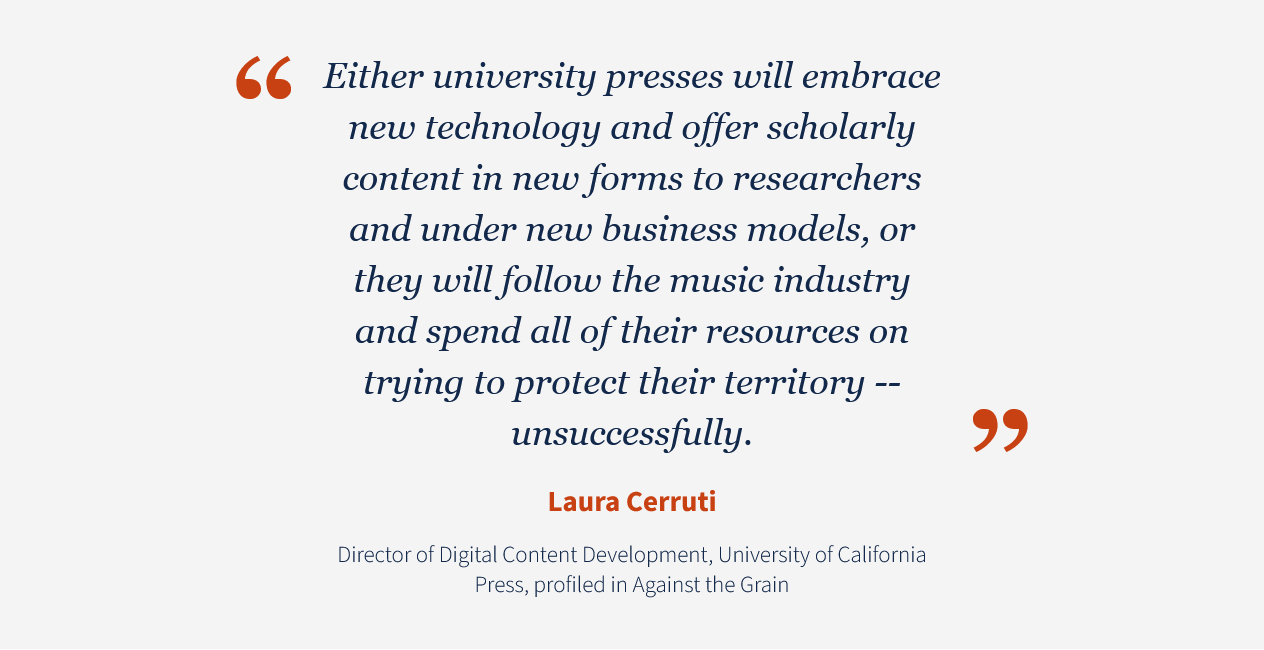 “ Either university presses will embrace
new technology and offer scholarly
content in new forms to researchers
and under new business models, or
they will follow the music industry
and spend all of their resources on
trying to protect their territory --
unsuccessfully. ”
Laura Cerruti
Director of Digital Content Development, University of California
Press, profiled in Against the Grain